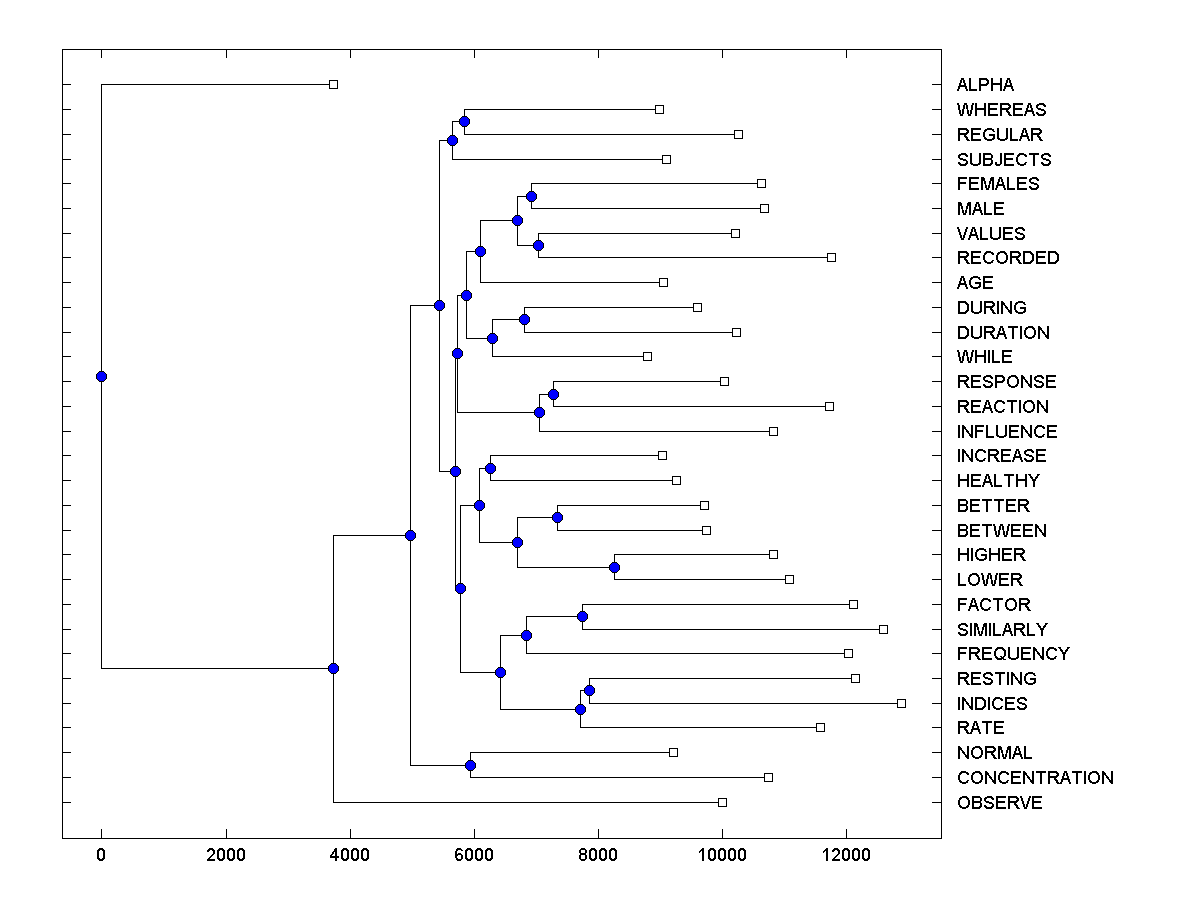 ALPHA
WHEREAS
REGULAR
SUBJECTS
FEMALES
MALE
VALUES
RECORDED
AGE
DURING
DURATION
WHILE
RESPONSE
REACTION
INFLUENCE
INCREASE
HEALTHY
BETTER
BETWEEN
HIGHER
LOWER
FACTOR
SIMILARLY
FREQUENCY
RESTING
INDICES
RATE
NORMAL
CONCENTRATION
OBSERVE
0 2000 4000 6000 8000 10000 12000